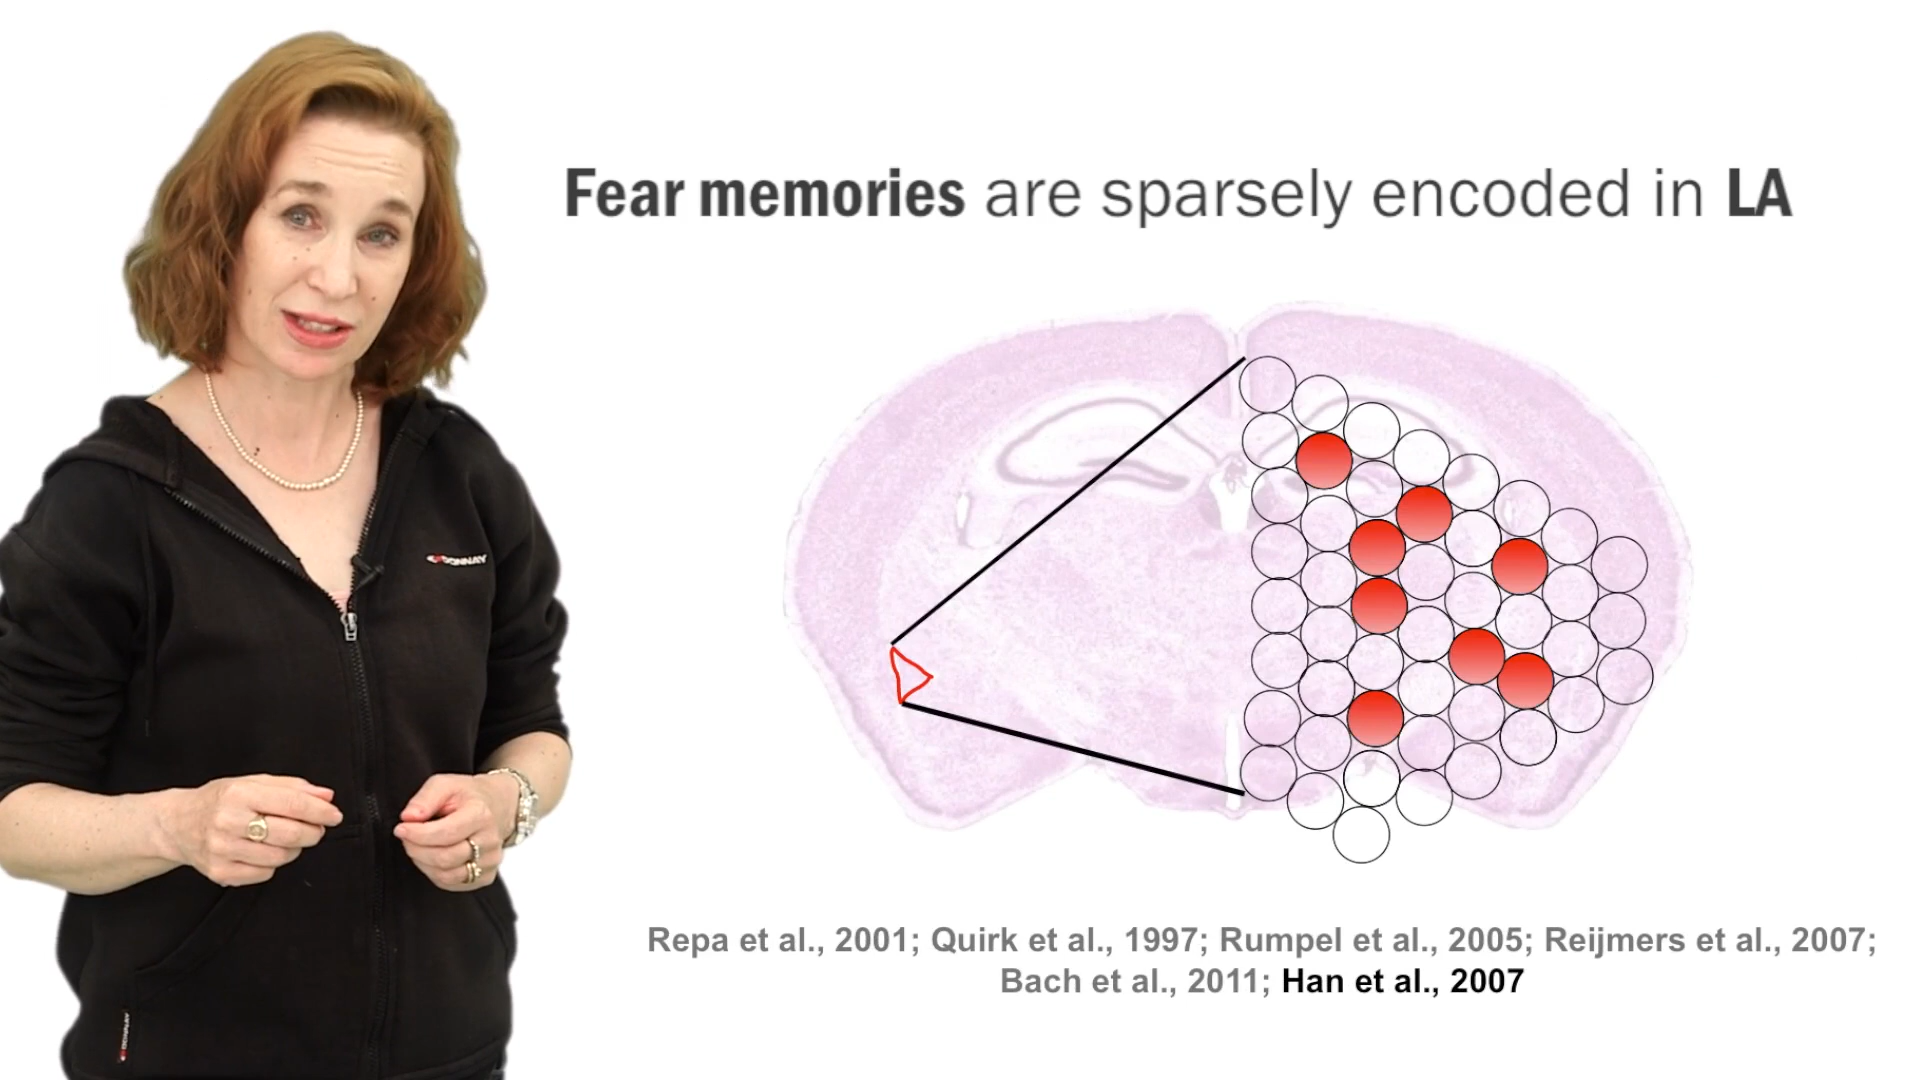 Fear memories are sparsely encoded in LA
DONNAY
Repa et al., 2001; Quirk et al., 1997; Rumpel et al., 2005; Reijmers et al., 2007;
Bach et al., 2011; Han et al., 2007